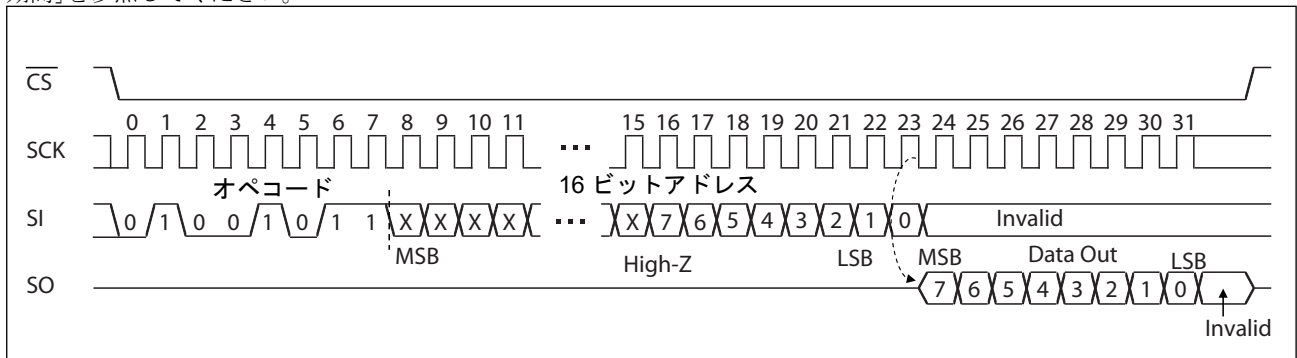 CS
0 1 2 3 4 5 6 7 8 9 10 11 15 16 17 18 19 20 21 22 23 24 25 26 27 28 29 30 31
SCK ...
オペコード 16 ビットアドレス
SI 0 1 0 0 1 0 1 1 X X X X ... X 7 6 5 4 3 2 1 0 Invalid
MSB High-Z LSB MSB Data Out LSB
SO 7 6 5 4 3 2 1 0
Invalid